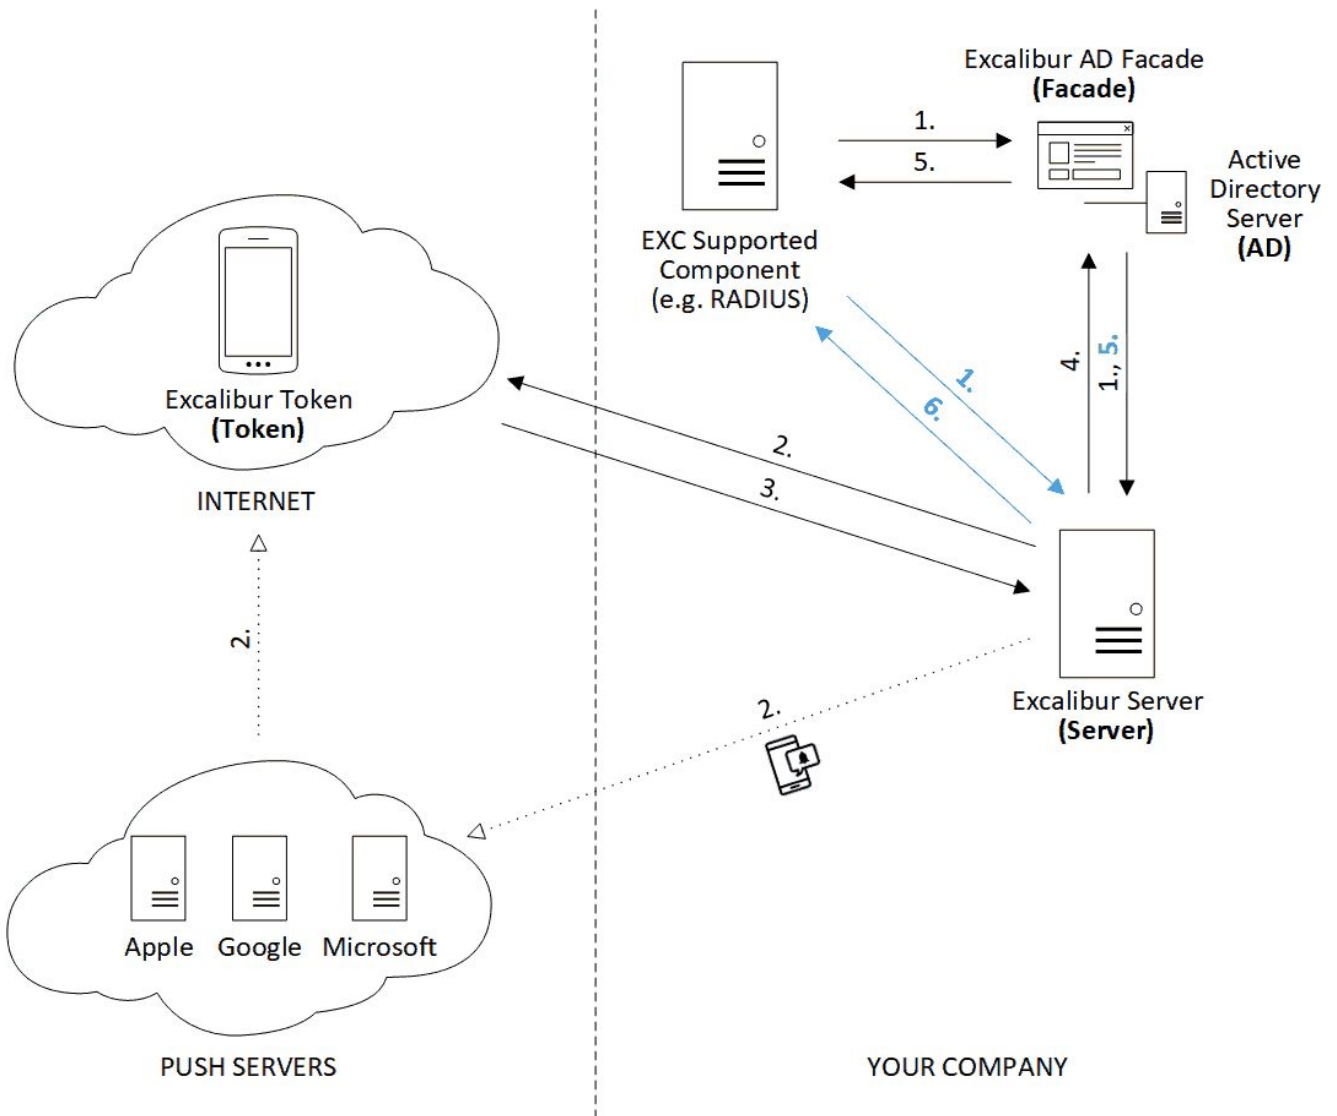 Excalibur AD Facade
(Facade)
1.
5.
Active
Directory
Server
(AD)
EXC Supported
Component
(e.g. RADIUS)
1.
6.
4.
1., 5.
Excalibur Token
(Token)
INTERNET
2.
3.
2.
2.
Excalibur Server
(Server)
Apple
Google
Microsoft
PUSH SERVERS
YOUR COMPANY